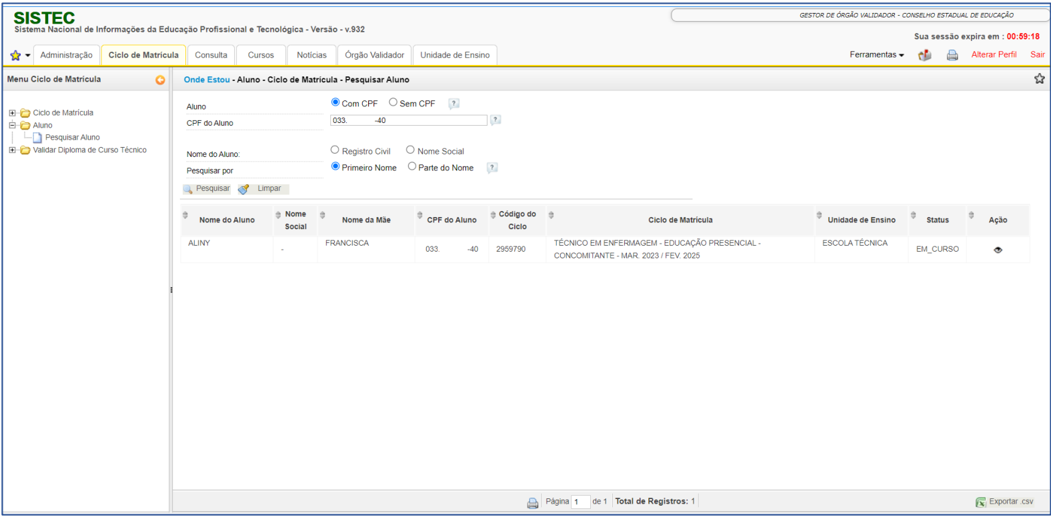 SISTEC
Sistema Nacional de Informações da Educação Profissional e Tecnológica - Versão - v.932
GESTOR DE ÓRGÃO VALIDADOR - CONSELHO ESTADUAL DE EDUCAÇÃO
Sua sessão expira em : 00:59:18
Administração Ciclo de Matrícula Consulta Cursos Notícias Órgão Validador Unidade de Ensino Ferramentas Alterar Perfil Sair
Menu Ciclo de Matrícula
Onde Estou - Aluno - Ciclo de Matricula - Pesquisar Aluno
Ciclo de Matrícula
Aluno
Pesquisar Aluno
Validar Diploma de Curso Técnico
Aluno Com CPF Sem CPF ?
CPF do Aluno 033. -40 ?
Nome do Aluno: Registro Civil Nome Social
Pesquisar por Primeiro Nome Parte do Nome ?
Pesquisar Limpar
Nome do Aluno Nome Social Nome da Mãe CPF do Aluno Código do Ciclo Ciclo de Matrícula Unidade de Ensino Status Ação
ALINY - FRANCISCA 033. -40 2959790 TÉCNICO EM ENFERMAGEM - EDUCAÇÃO PRESENCIAL - ESCOLA TÉCNICA EM_CURSO
CONCOMITANTE - MAR. 2023 / FEV. 2025
Página 1 de 1 Total de Registros: 1 Exportar .csv